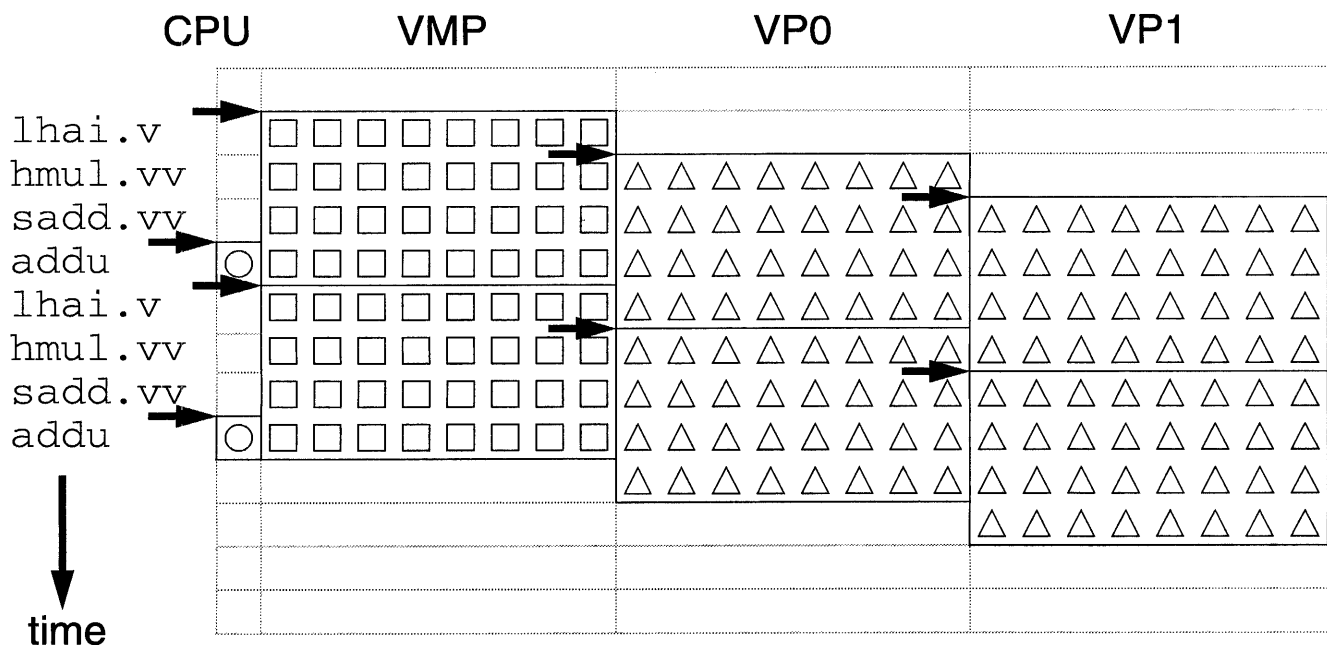 CPU VMP VP0 VP1
lhai.v
hmul.vv
sadd.vv
addu
lhai.v
hmul.vv
sadd.vv
addu
time